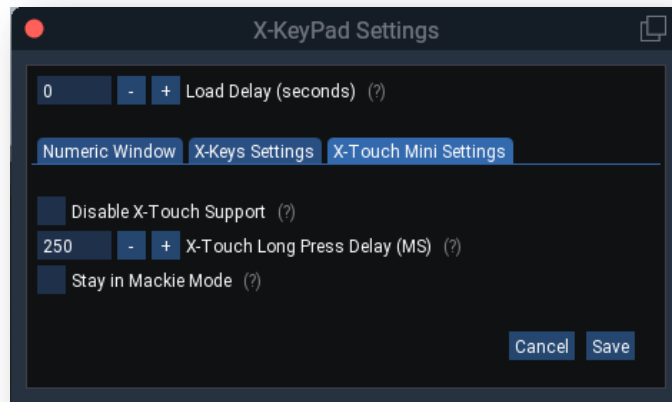 X-KeyPad Settings
0 - + Load Delay (seconds) (?)
Numeric Window X-Keys Settings X-Touch Mini Settings
Disable X-Touch Support (?)
250 - + X-Touch Long Press Delay (MS) (?)
Stay in Mackie Mode (?)
Cancel Save